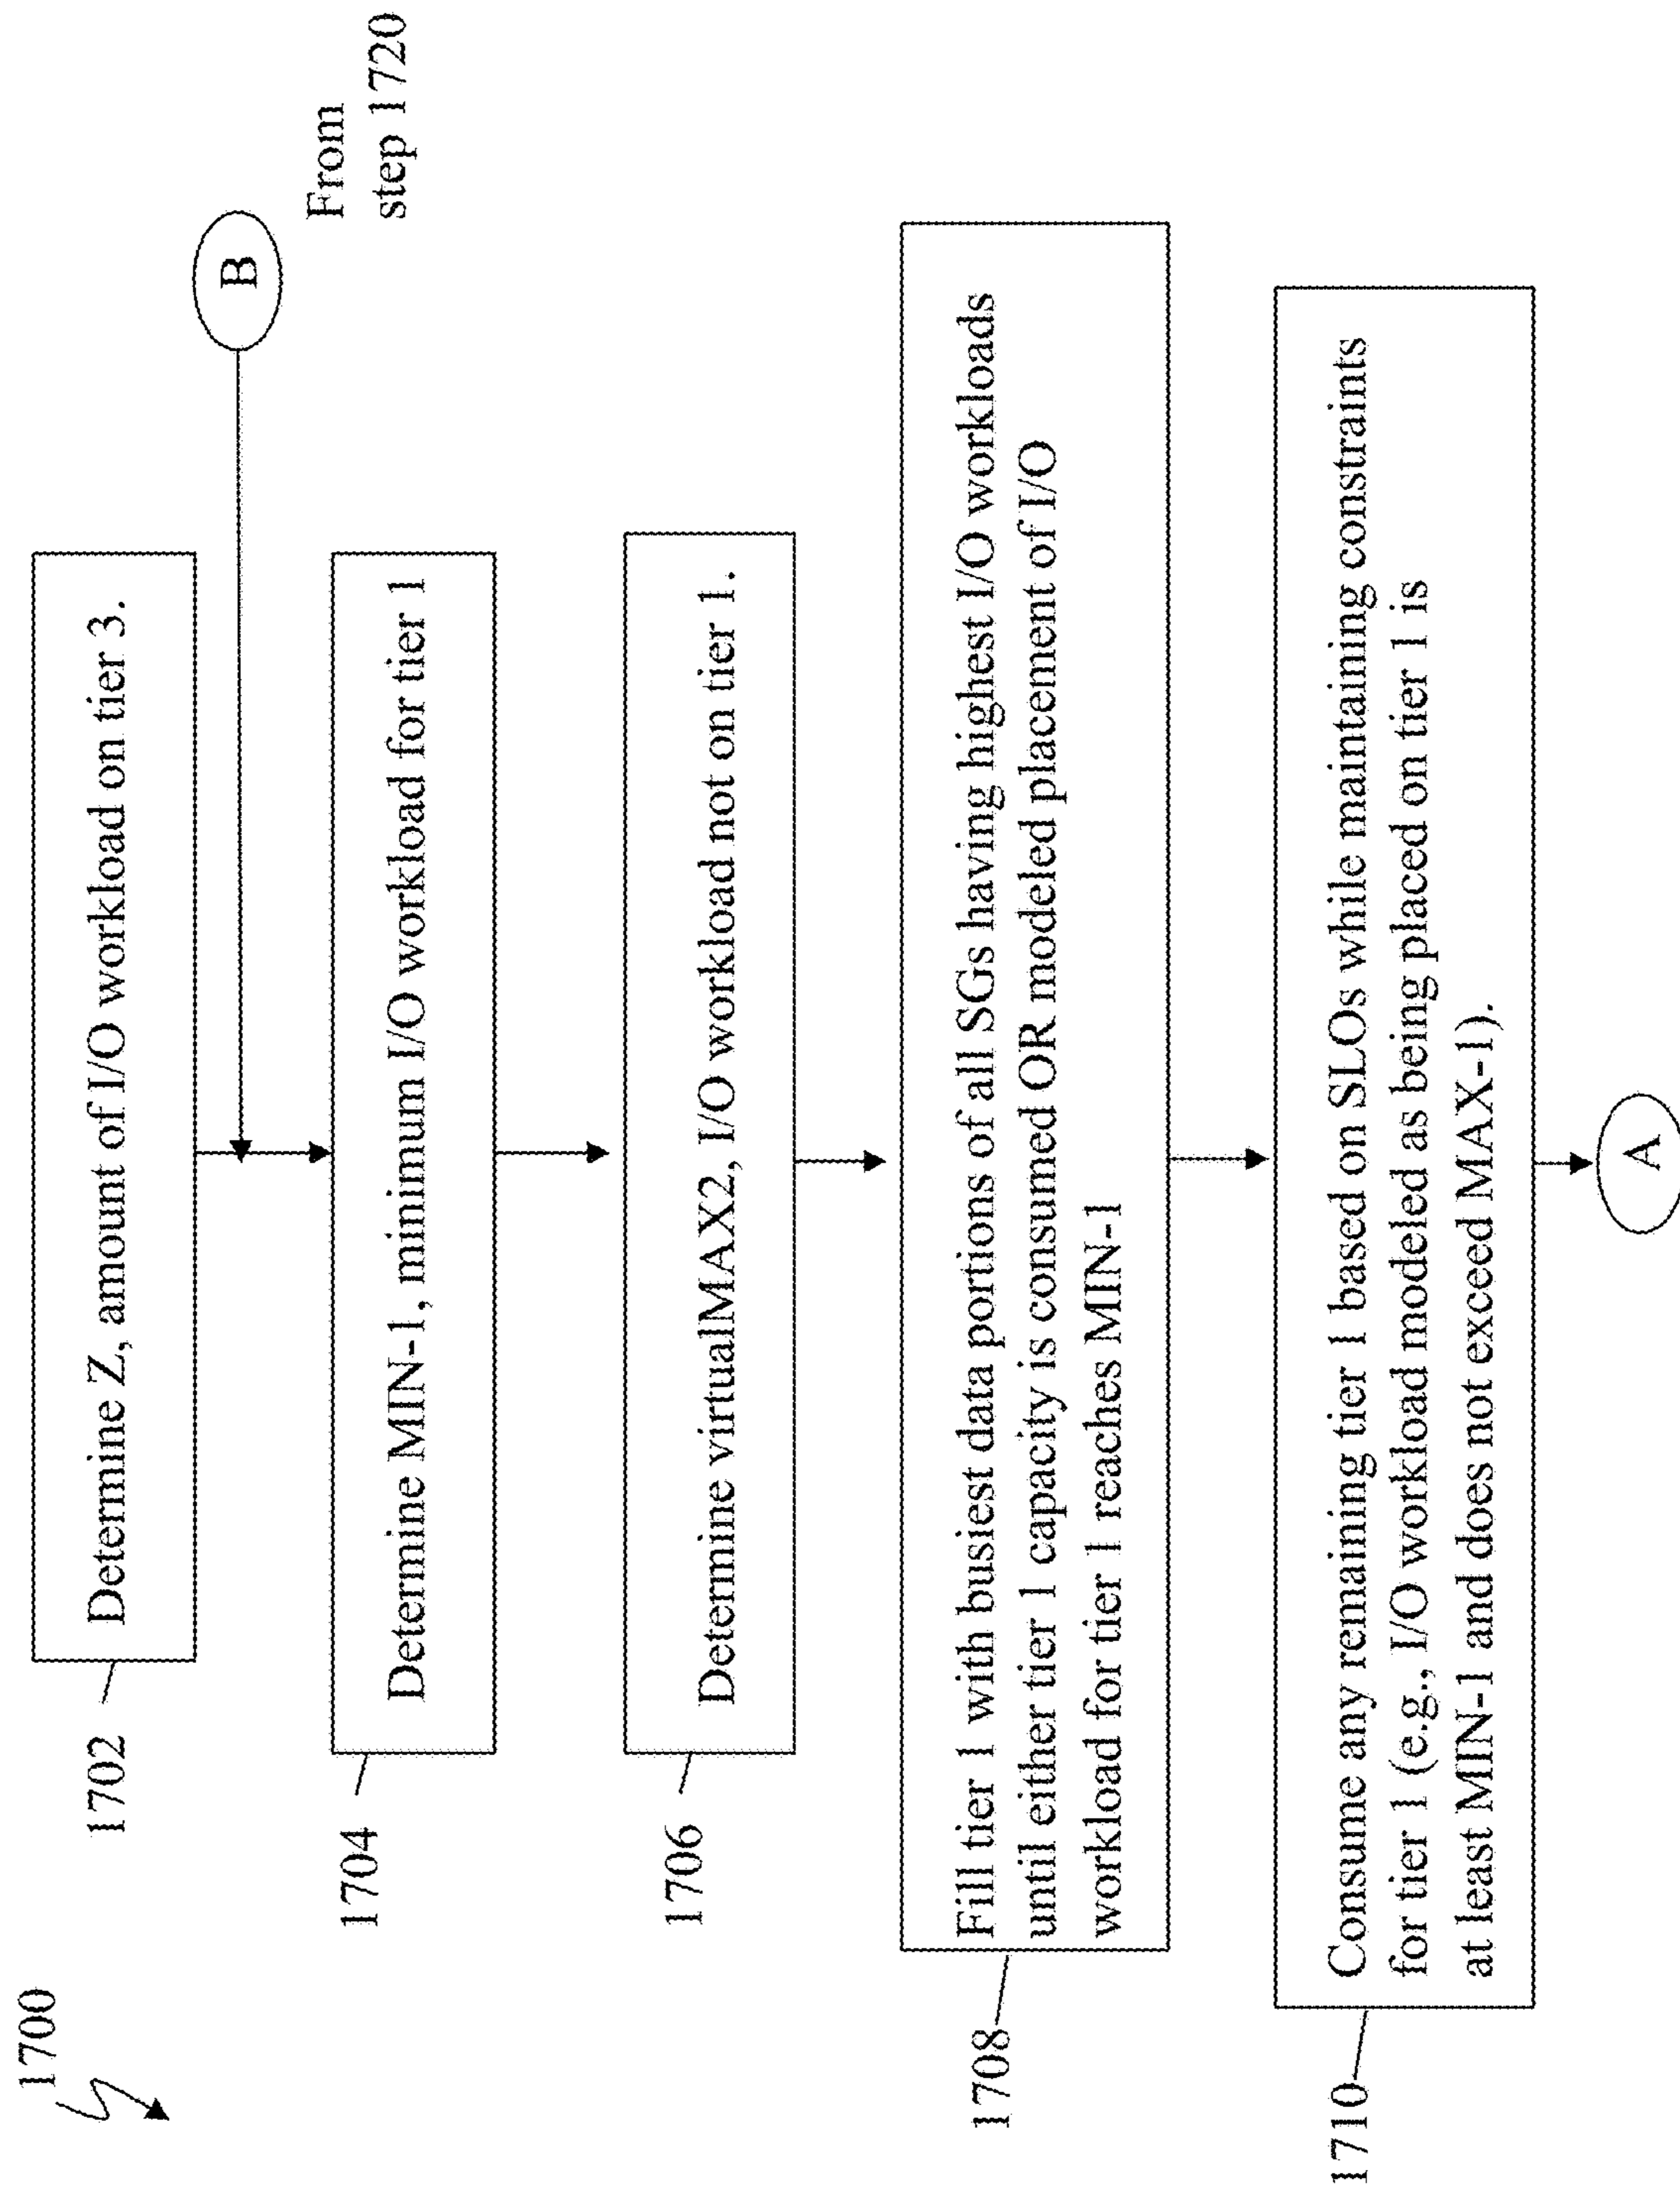 1700
1702
Determine Z, amount of I/O workload on tier 3.
B
From
step 1720
1704
Determine MIN-1, minimum I/O workload for tier 1
1706
Determine virtualMAX2, I/O workload not on tier 1.
1708
Fill tier 1 with busiest data portions of all SGs having highest I/O workloads
until either tier 1 capacity is consumed OR modeled placement of I/O
workload for tier 1 reaches MIN-1
1710
Consume any remaining tier 1 based on SLOs while maintaining constraints
for tier 1 (e.g., I/O workload modeled as being placed on tier 1 is
at least MIN-1 and does not exceed MAX-1).
A